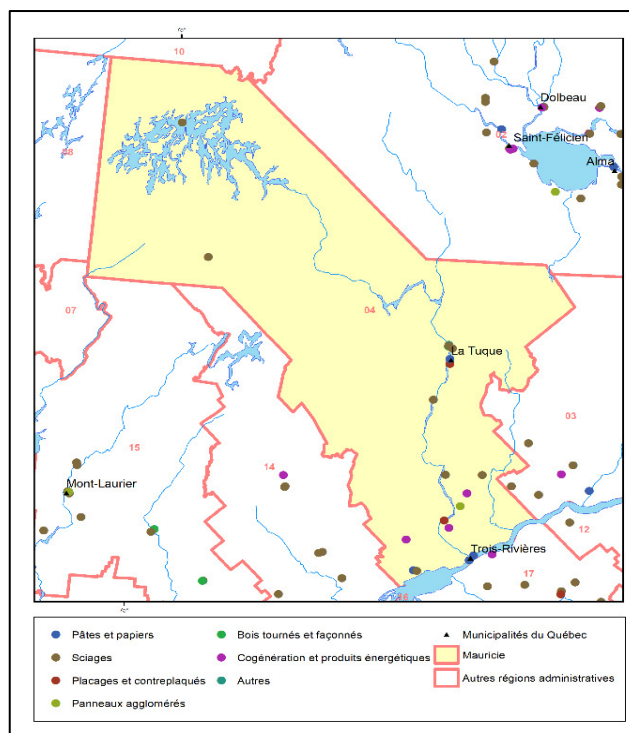 10
Dolbeau
02
Saint-Félicien
Alma
08
07
04
La Tuque
03
15
14
Mont-Laurier
12
Trois-Rivières
17
16
Pâtes et papiers
Sciages
Placages et contreplaqués
Panneaux agglomérés
Bois tournés et façonnés
Cogénération et produits énergétiques
Autres
Municipalités du Québec
Mauricie
Autres régions administratives